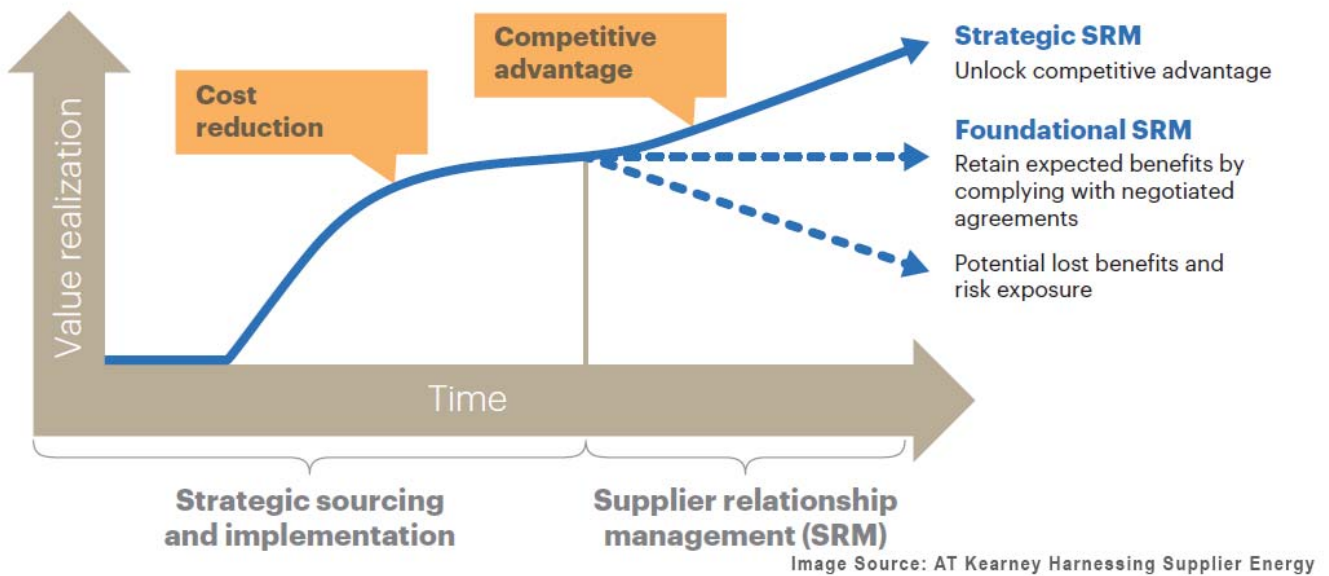 Competitive
advantage
Cost
reduction
Strategic SRM
Unlock competitive advantage
Foundational SRM
Retain expected benefits by
complying with negotiated
agreements
Potential lost benefits and
risk exposure
Value realization
Time
Strategic sourcing
and implementation
Supplier relationship
management (SRM)
Image Source: AT Kearney Harnessing Supplier Energy